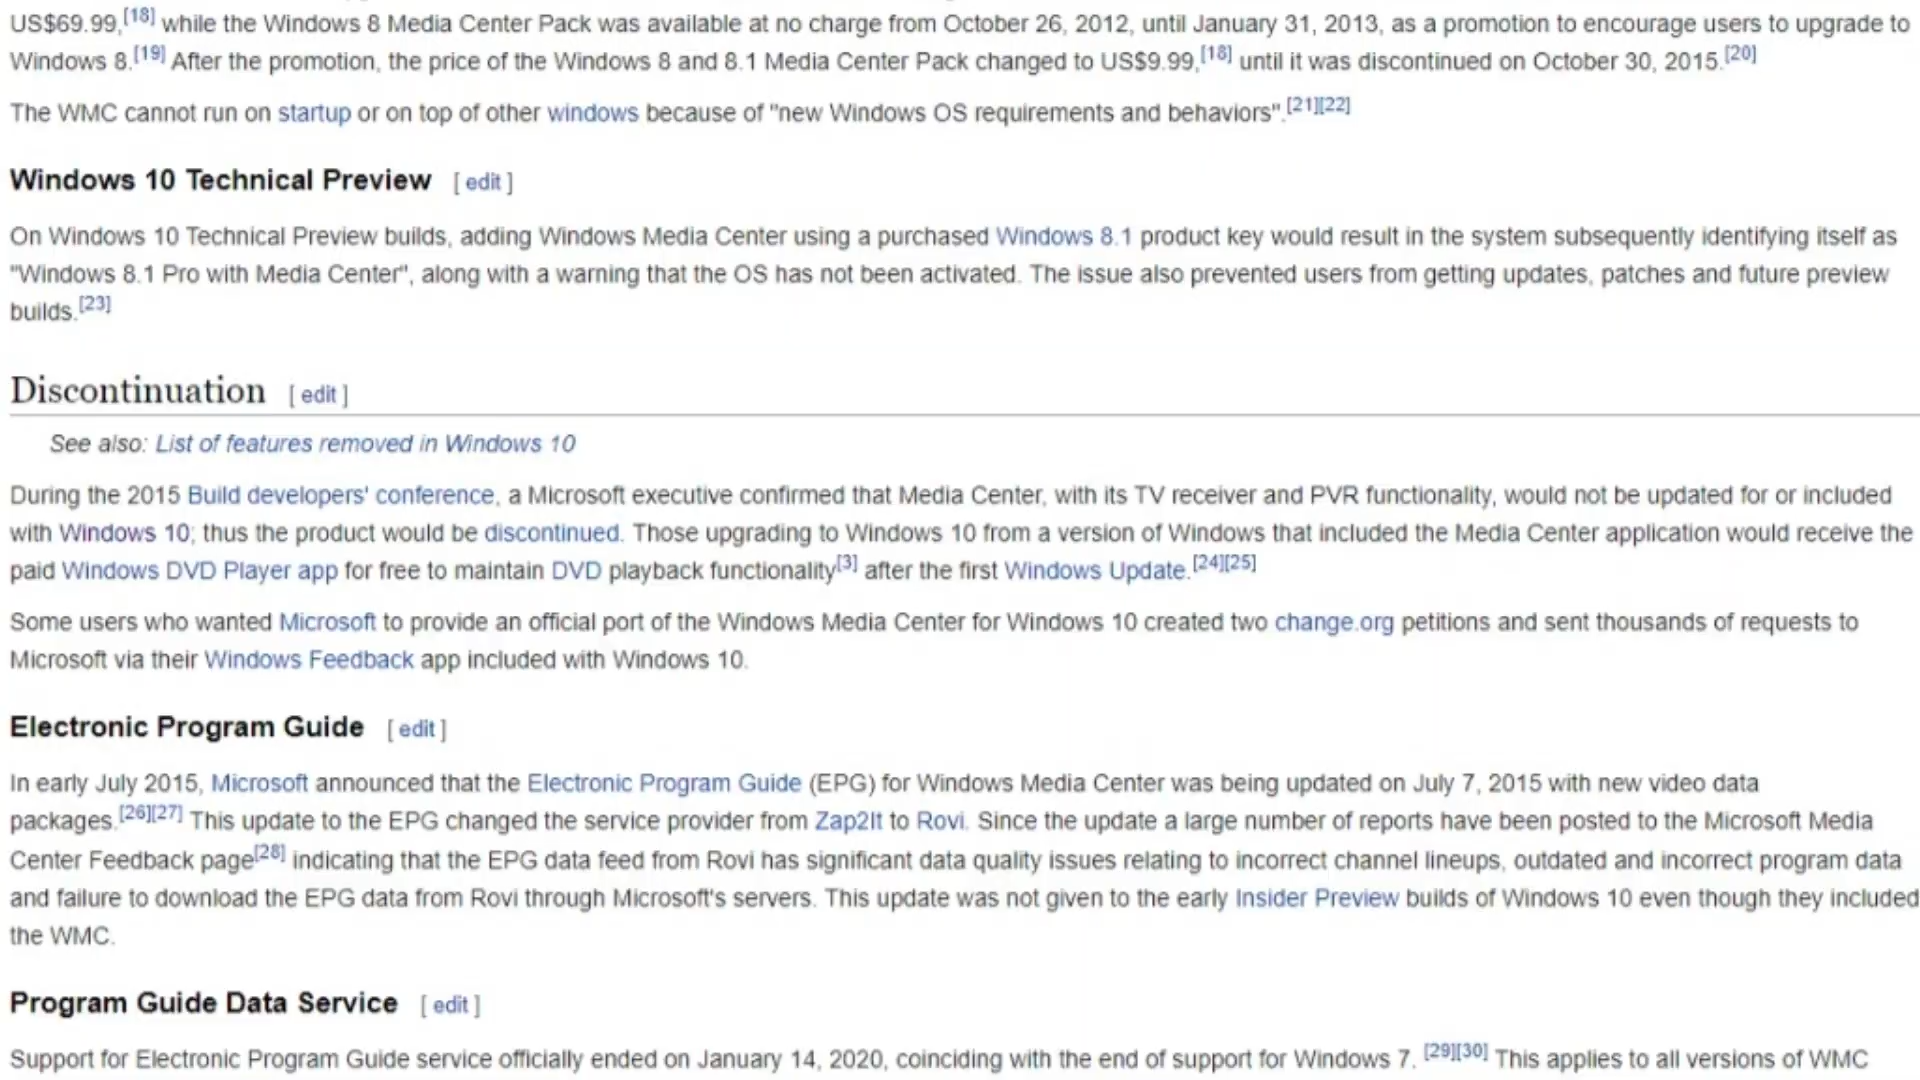 US$69.99,[18] while the Windows 8 Media Center Pack was available at no charge from October 26, 2012, until January 31, 2013, as a promotion to encourage users to upgrade to
Windows 8.[19] After the promotion, the price of the Windows 8 and 8.1 Media Center Pack changed to US$9.99,[18] until it was discontinued on October 30, 2015.[20]
The WMC cannot run on startup or on top of other windows because of "new Windows OS requirements and behaviors".[21][22]
Windows 10 Technical Preview [ edit ]
On Windows 10 Technical Preview builds, adding Windows Media Center using a purchased Windows 8.1 product key would result in the system subsequently identifying itself as
"Windows 8.1 Pro with Media Center", along with a warning that the OS has not been activated. The issue also prevented users from getting updates, patches and future preview
builds.[23]
Discontinuation [ edit ]
See also: List of features removed in Windows 10
During the 2015 Build developers' conference, a Microsoft executive confirmed that Media Center, with its TV receiver and PVR functionality, would not be updated for or included
with Windows 10; thus the product would be discontinued. Those upgrading to Windows 10 from a version of Windows that included the Media Center application would receive the
paid Windows DVD Player app for free to maintain DVD playback functionality[3] after the first Windows Update.[24][25]
Some users who wanted Microsoft to provide an official port of the Windows Media Center for Windows 10 created two change.org petitions and sent thousands of requests to
Microsoft via their Windows Feedback app included with Windows 10.
Electronic Program Guide [ edit ]
In early July 2015, Microsoft announced that the Electronic Program Guide (EPG) for Windows Media Center was being updated on July 7, 2015 with new video data
packages.[26][27] This update to the EPG changed the service provider from Zap2It to Rovi. Since the update a large number of reports have been posted to the Microsoft Media
Center Feedback page[28] indicating that the EPG data feed from Rovi has significant data quality issues relating to incorrect channel lineups, outdated and incorrect program data
and failure to download the EPG data from Rovi through Microsoft's servers. This update was not given to the early Insider Preview builds of Windows 10 even though they included
the WMC.
Program Guide Data Service [ edit ]
Support for Electronic Program Guide service officially ended on January 14, 2020, coinciding with the end of support for Windows 7. [29][30] This applies to all versions of WMC